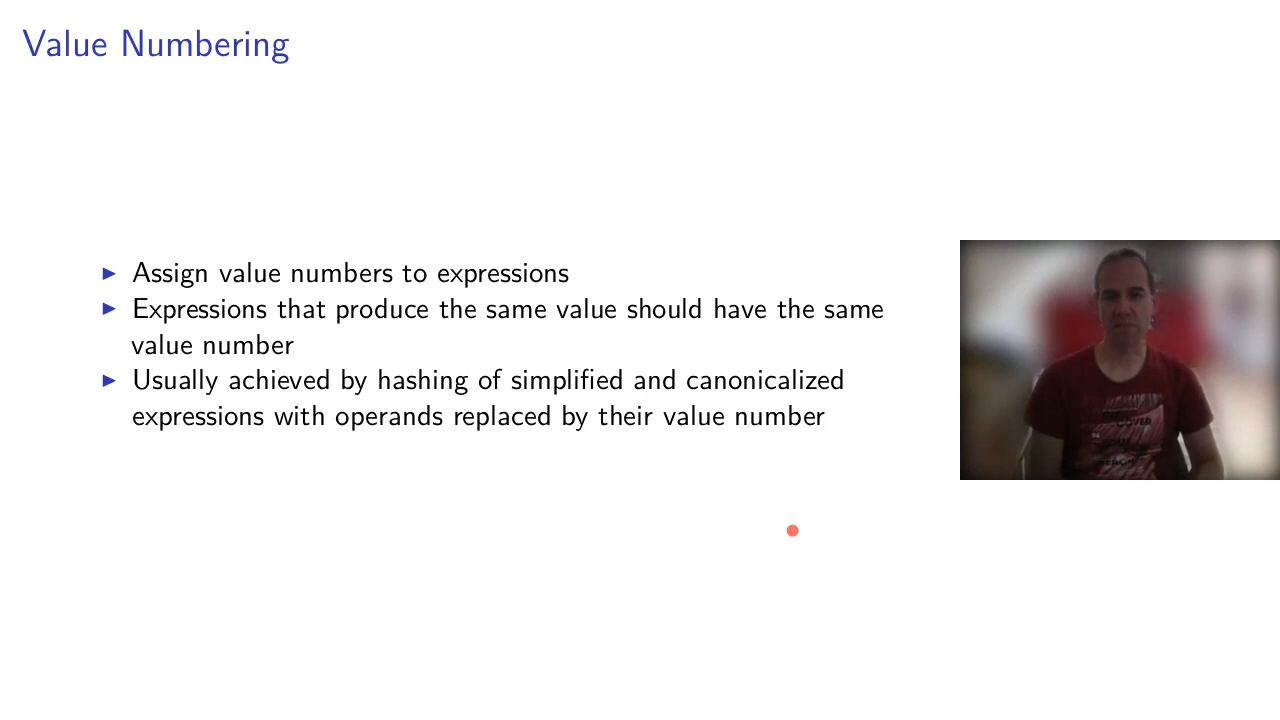 Value Numbering
▶ Assign value numbers to expressions
▶ Expressions that produce the same value should have the same
value number
▶ Usually achieved by hashing of simplified and canonicalized
expressions with operands replaced by their value number